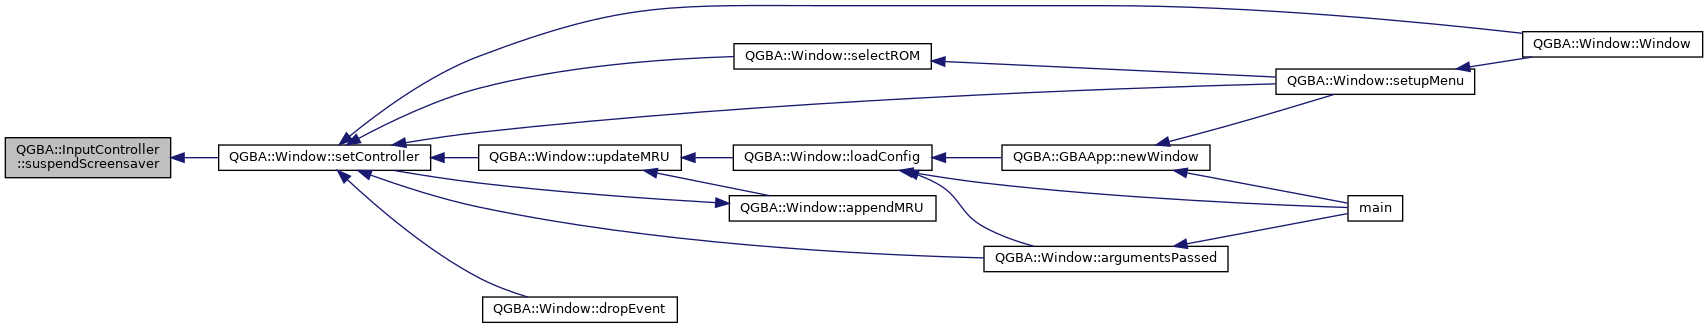 QGBA::InputController
::suspendScreensaver
QGBA::Window::setController
QGBA::Window::selectROM
QGBA::Window::updateMRU
QGBA::Window::loadConfig
QGBA::Window::appendMRU
QGBA::Window::dropEvent
QGBA::GBAApp::newWindow
QGBA::Window::argumentsPassed
QGBA::Window::setupMenu
main
QGBA::Window::Window